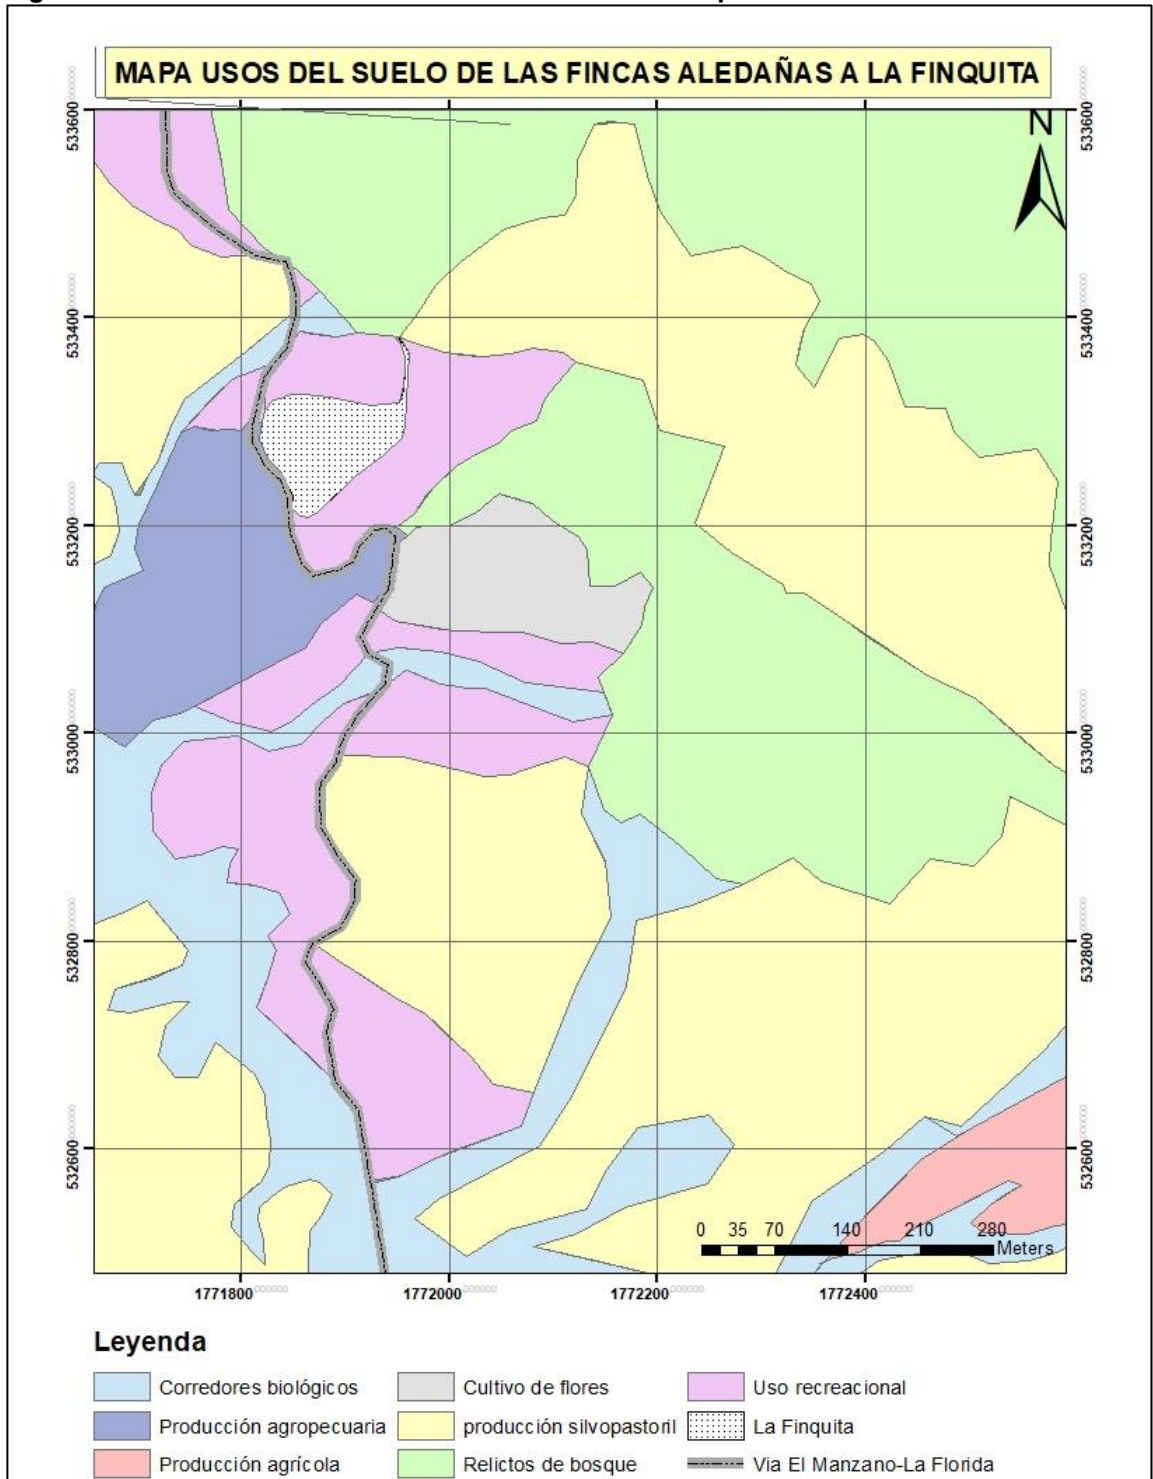 MAPA USOS DEL SUELO DE LAS FINCAS ALEDAÑAS A LA FINQUITA
N
533600
533600
533400
533400
533200
533200
533000
533000
532800
532800
532600
532600
0 35 70 140 210 280
Meters
1771800 1772000 1772200 1772400
Leyenda
Corredores biológicos
Cultivo de flores
Uso recreacional
Producción agropecuaria
producción silvopastoril
La Finquita
Producción agrícola
Relictos de bosque
Via El Manzano-La Florida